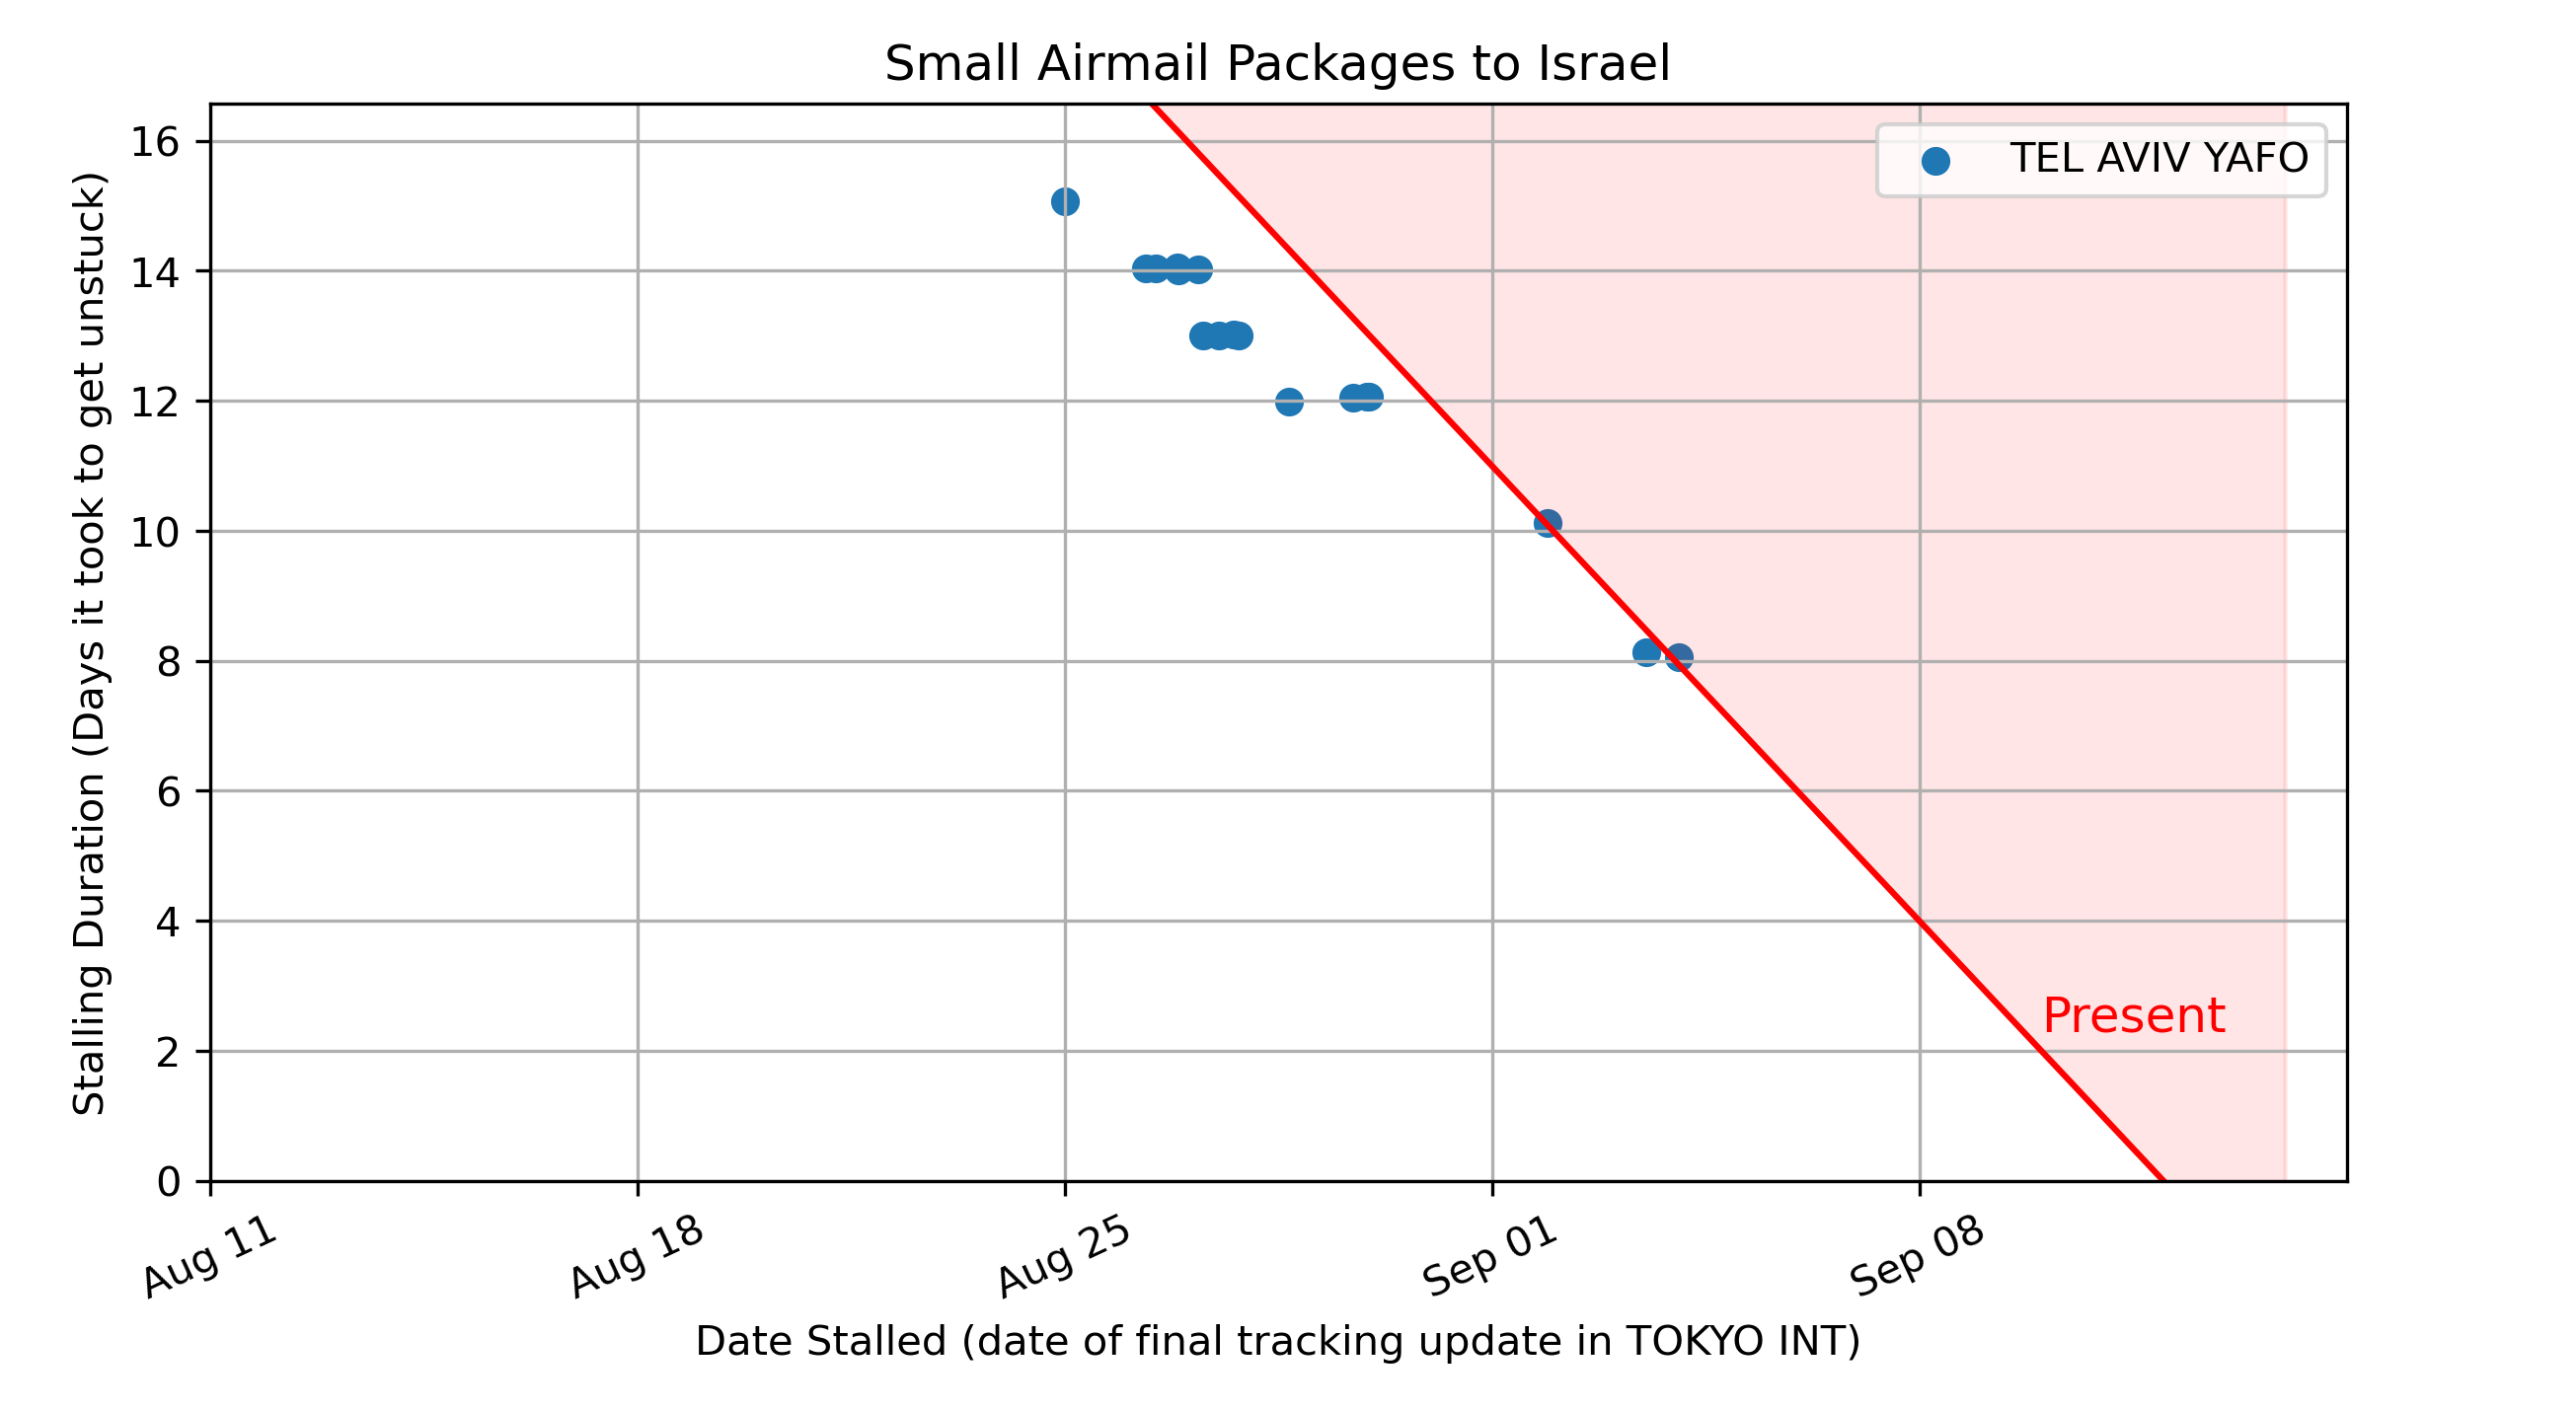 Small Airmail Packages to Israel
TEL AVIV YAFO
Stalling Duration (Days it took to get unstuck)
16
14
12
10
8
6
4
2
0
Present
Aug 11
Aug 18
Aug 25
Sep 01
Sep 08
Date Stalled (date of final tracking update in TOKYO INT)